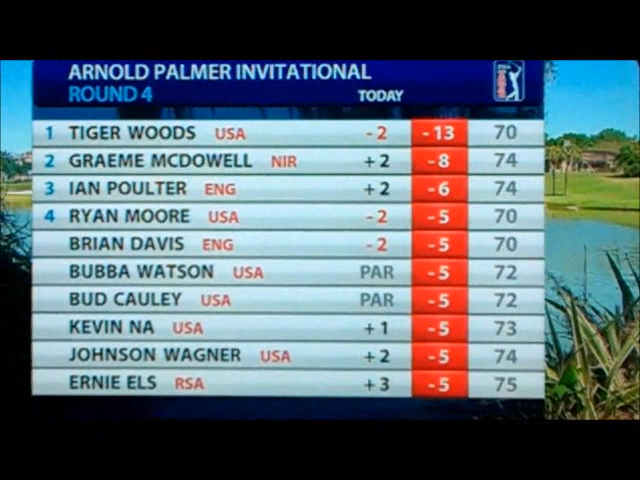 ARNOLD PALMER INVITATIONAL
ROUND 4 TODAY
1 TIGER WOODS USA -2 -13 70
2 GRAEME MCDOWELL NIR +2 -8 74
3 IAN POULTER ENG +2 -6 74
4 RYAN MOORE USA -2 -5 70
BRIAN DAVIS ENG -2 -5 70
BUBBA WATSON USA PAR -5 72
BUD CAULEY USA PAR -5 72
KEVIN NA USA +1 -5 73
JOHNSON WAGNER USA +2 -5 74
ERNIE ELS RSA +3 -5 75